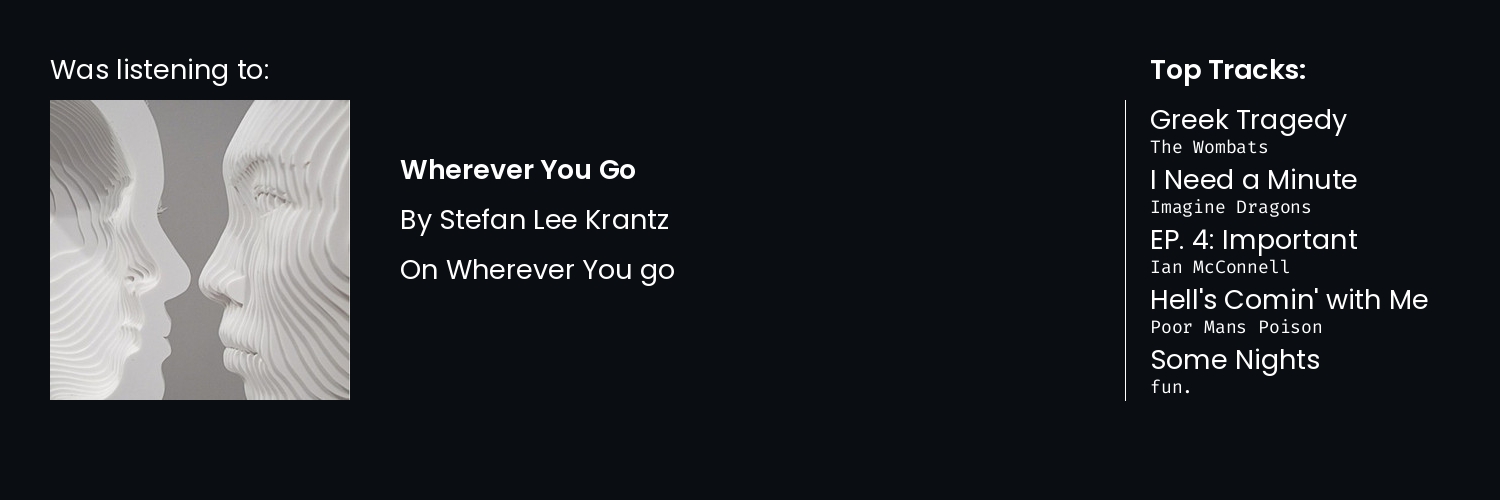 Was listening to:
Wherever You Go
By Stefan Lee Krantz
On Wherever You go
Top Tracks:
Greek Tragedy
The Wombats
I Need a Minute
Imagine Dragons
EP. 4: Important
Ian McConnell
Hell's Comin' with Me
Poor Mans Poison
Some Nights
fun.